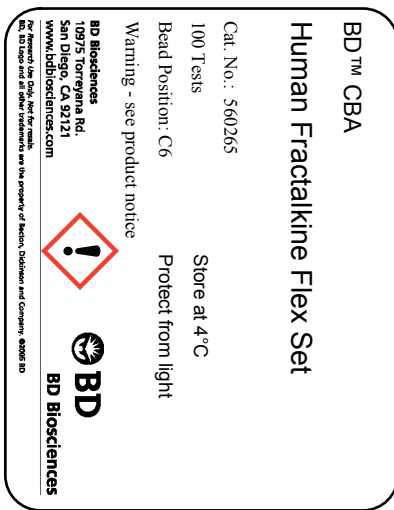 BD™ CBA
Human Fractalkine Flex Set
Cat. No.: 560265
100 Tests
Store at 4°C
Bead Position: C6
Protect from light
Warning - see product notice
BD Biosciences
10975 Torreyana Rd.
San Diego, CA 92121
www.bdbiosciences.com
BD
BD Biosciences
For Research Use Only. Not for resale.
BD, BD Logo and all other trademarks are the property of Becton, Dickinson and Company. ©2005 BD